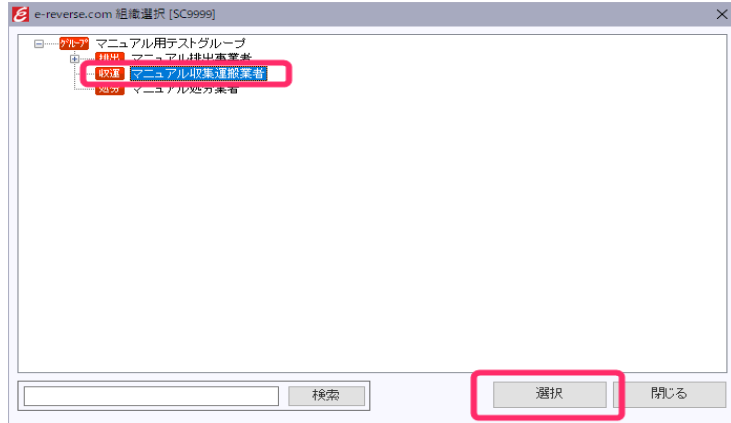 e-reverse.com 組織選択 [SC9999]
グループ マニュアル用テストグループ
排出 マニュアル排出事業者
収運 マニュアル収集運搬業者
処分 マニュアル処分業者
検索
選択
閉じる